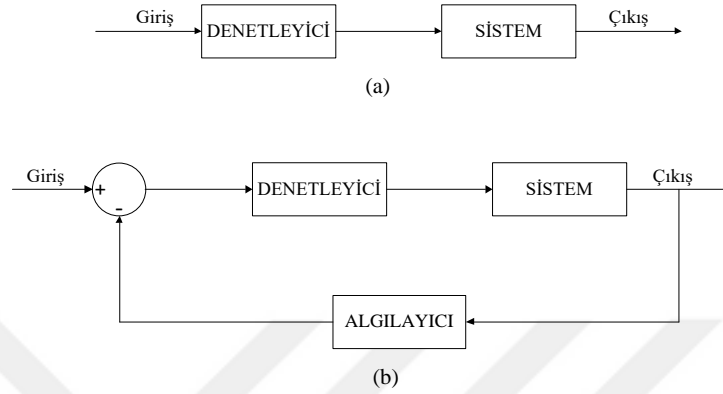 Giriş DENETLEYİCİ SİSTEM Çıkış
(a)
Giriş + - DENETLEYİCİ SİSTEM Çıkış
ALGILAYICI
(b)